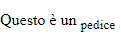 Questo è un pedice